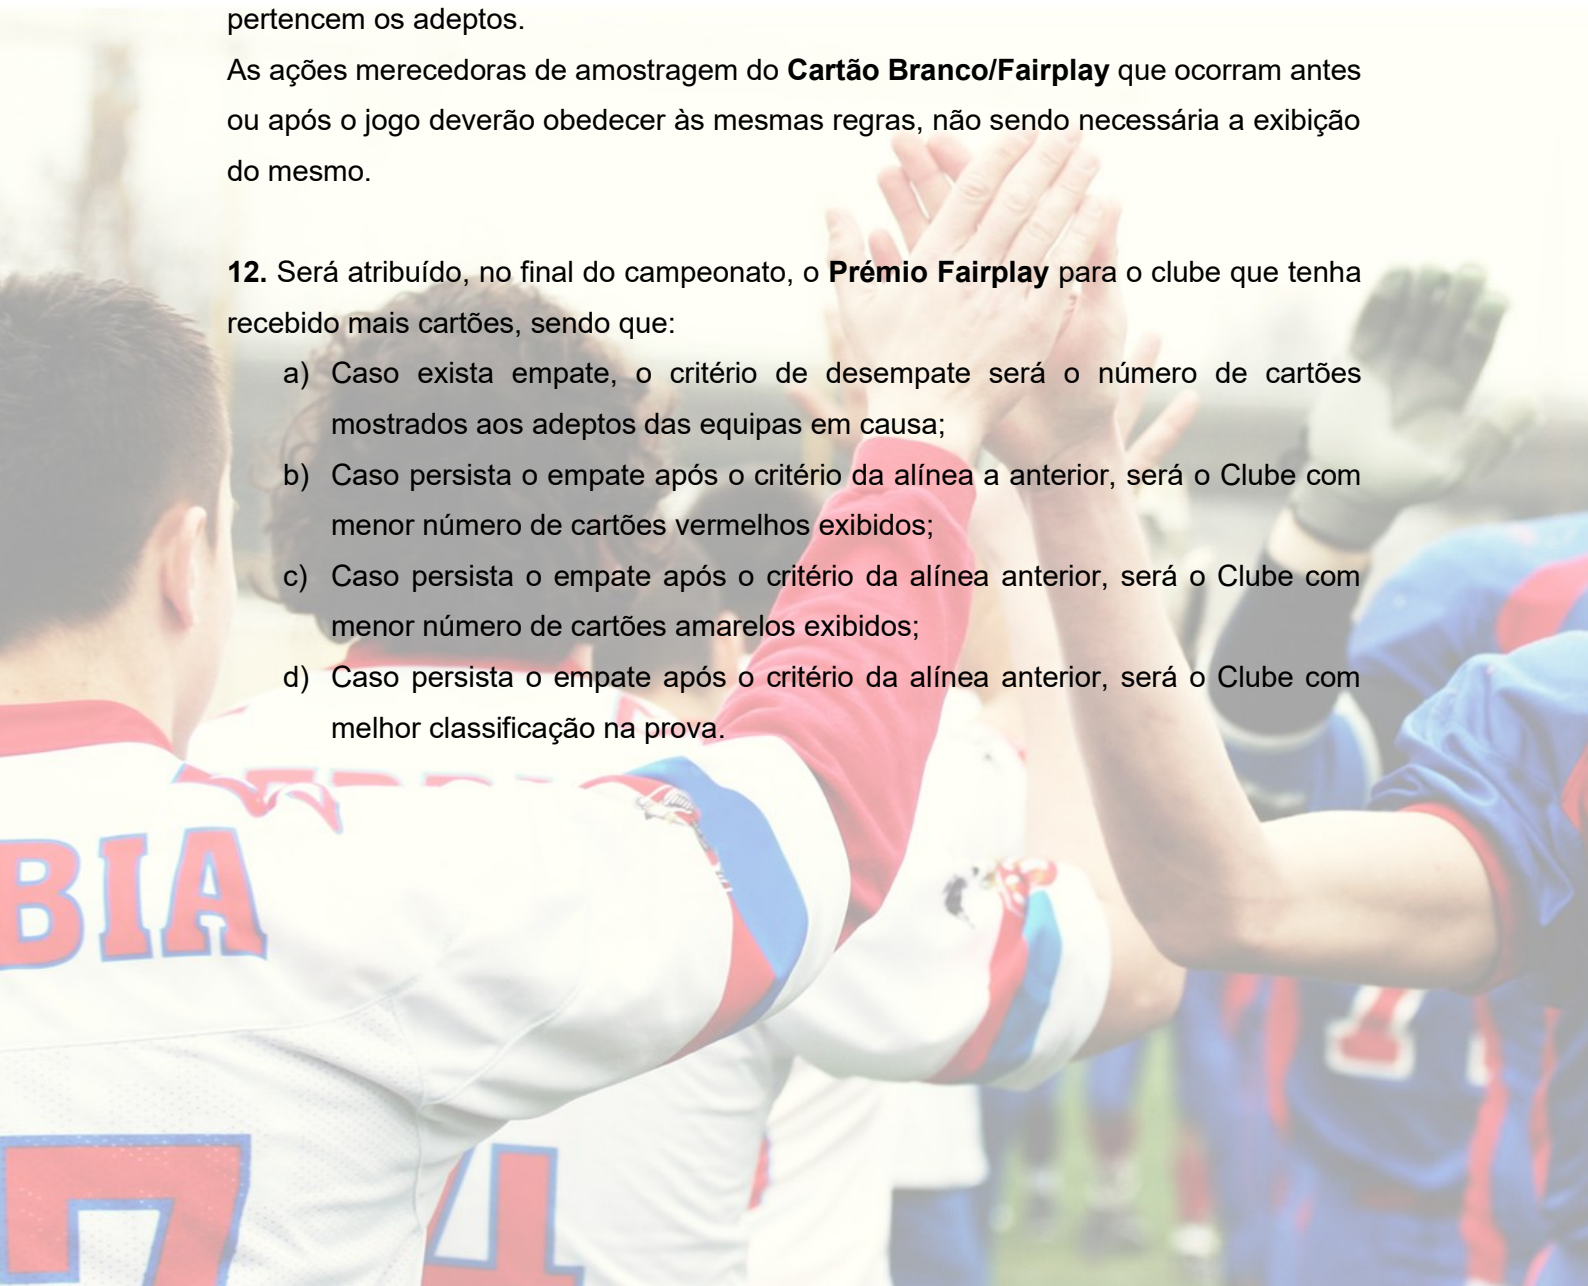 pertencem os adeptos.
As ações merecedoras de amostragem do Cartão Branco/Fairplay que ocorram antes
ou após o jogo deverão obedecer às mesmas regras, não sendo necessária a exibição
do mesmo.
12. Será atribuído, no final do campeonato, o Prémio Fairplay para o clube que tenha
recebido mais cartões, sendo que:
a) Caso exista empate, o critério de desempate será o número de cartões
mostrados aos adeptos das equipas em causa;
b) Caso persista o empate após o critério da alínea a anterior, será o Clube com
menor número de cartões vermelhos exibidos;
c) Caso persista o empate após o critério da alínea anterior, será o Clube com
menor número de cartões amarelos exibidos;
d) Caso persista o empate após o critério da alínea anterior, será o Clube com
melhor classificação na prova.
BIA
7
4
7